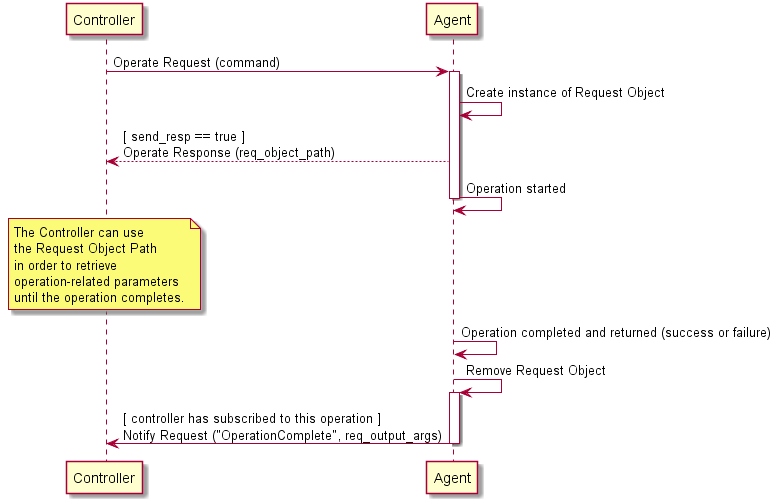 Controller
Agent
Operate Request (command)
Create instance of Request Object
[ send_resp == true ]
Operate Response (req_object_path)
Operation started
The Controller can use
the Request Object Path
in order to retrieve
operation-related parameters
until the operation completes.
Operation completed and returned (success or failure)
Remove Request Object
[ controller has subscribed to this operation ]
Notify Request ("OperationComplete", req_output_args)
Controller
Agent